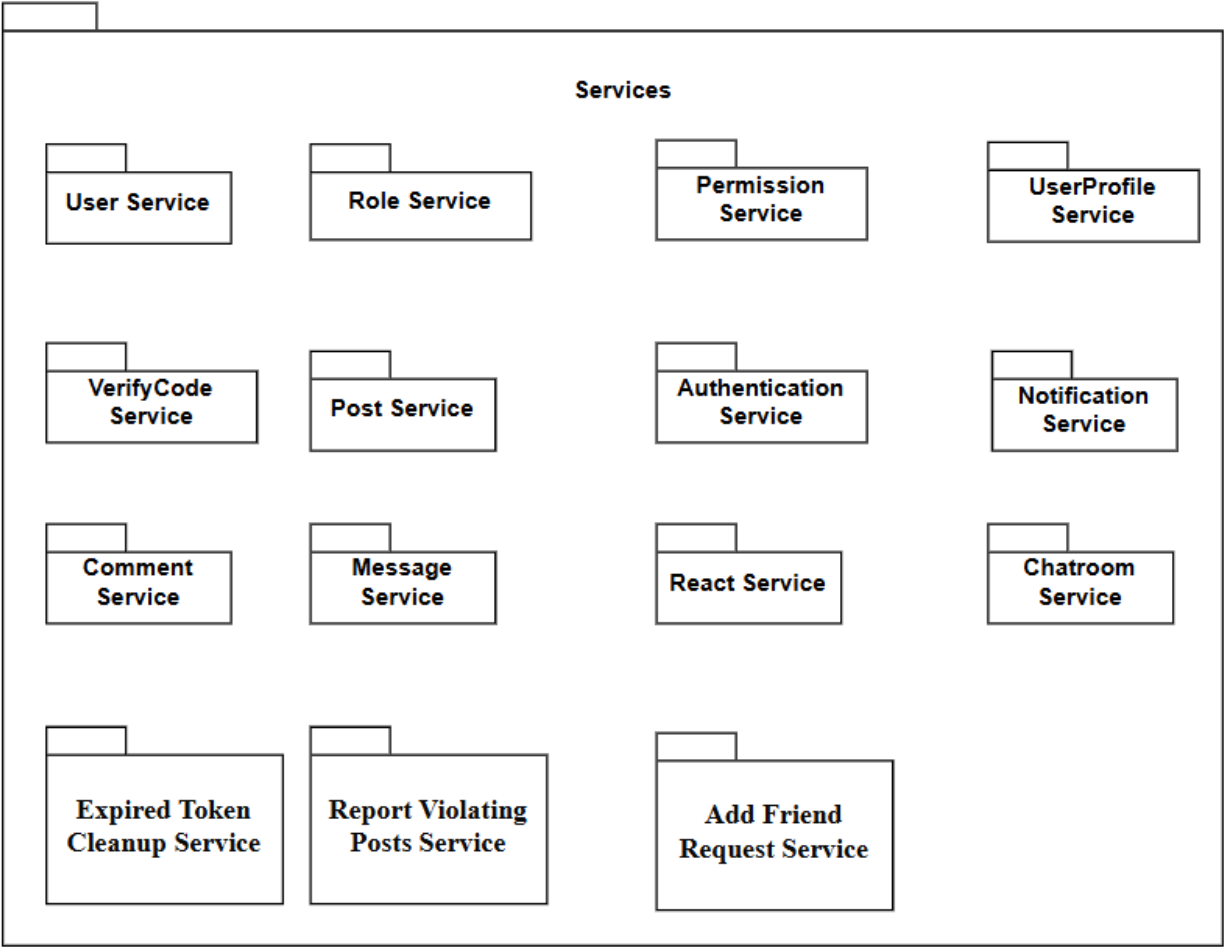 Services
User Service
Role Service
Permission
Service
UserProfile
Service
VerifyCode
Service
Post Service
Authentication
Service
Notification
Service
Comment
Service
Message
Service
React Service
Chatroom
Service
Expired Token
Cleanup Service
Report Violating
Posts Service
Add Friend
Request Service